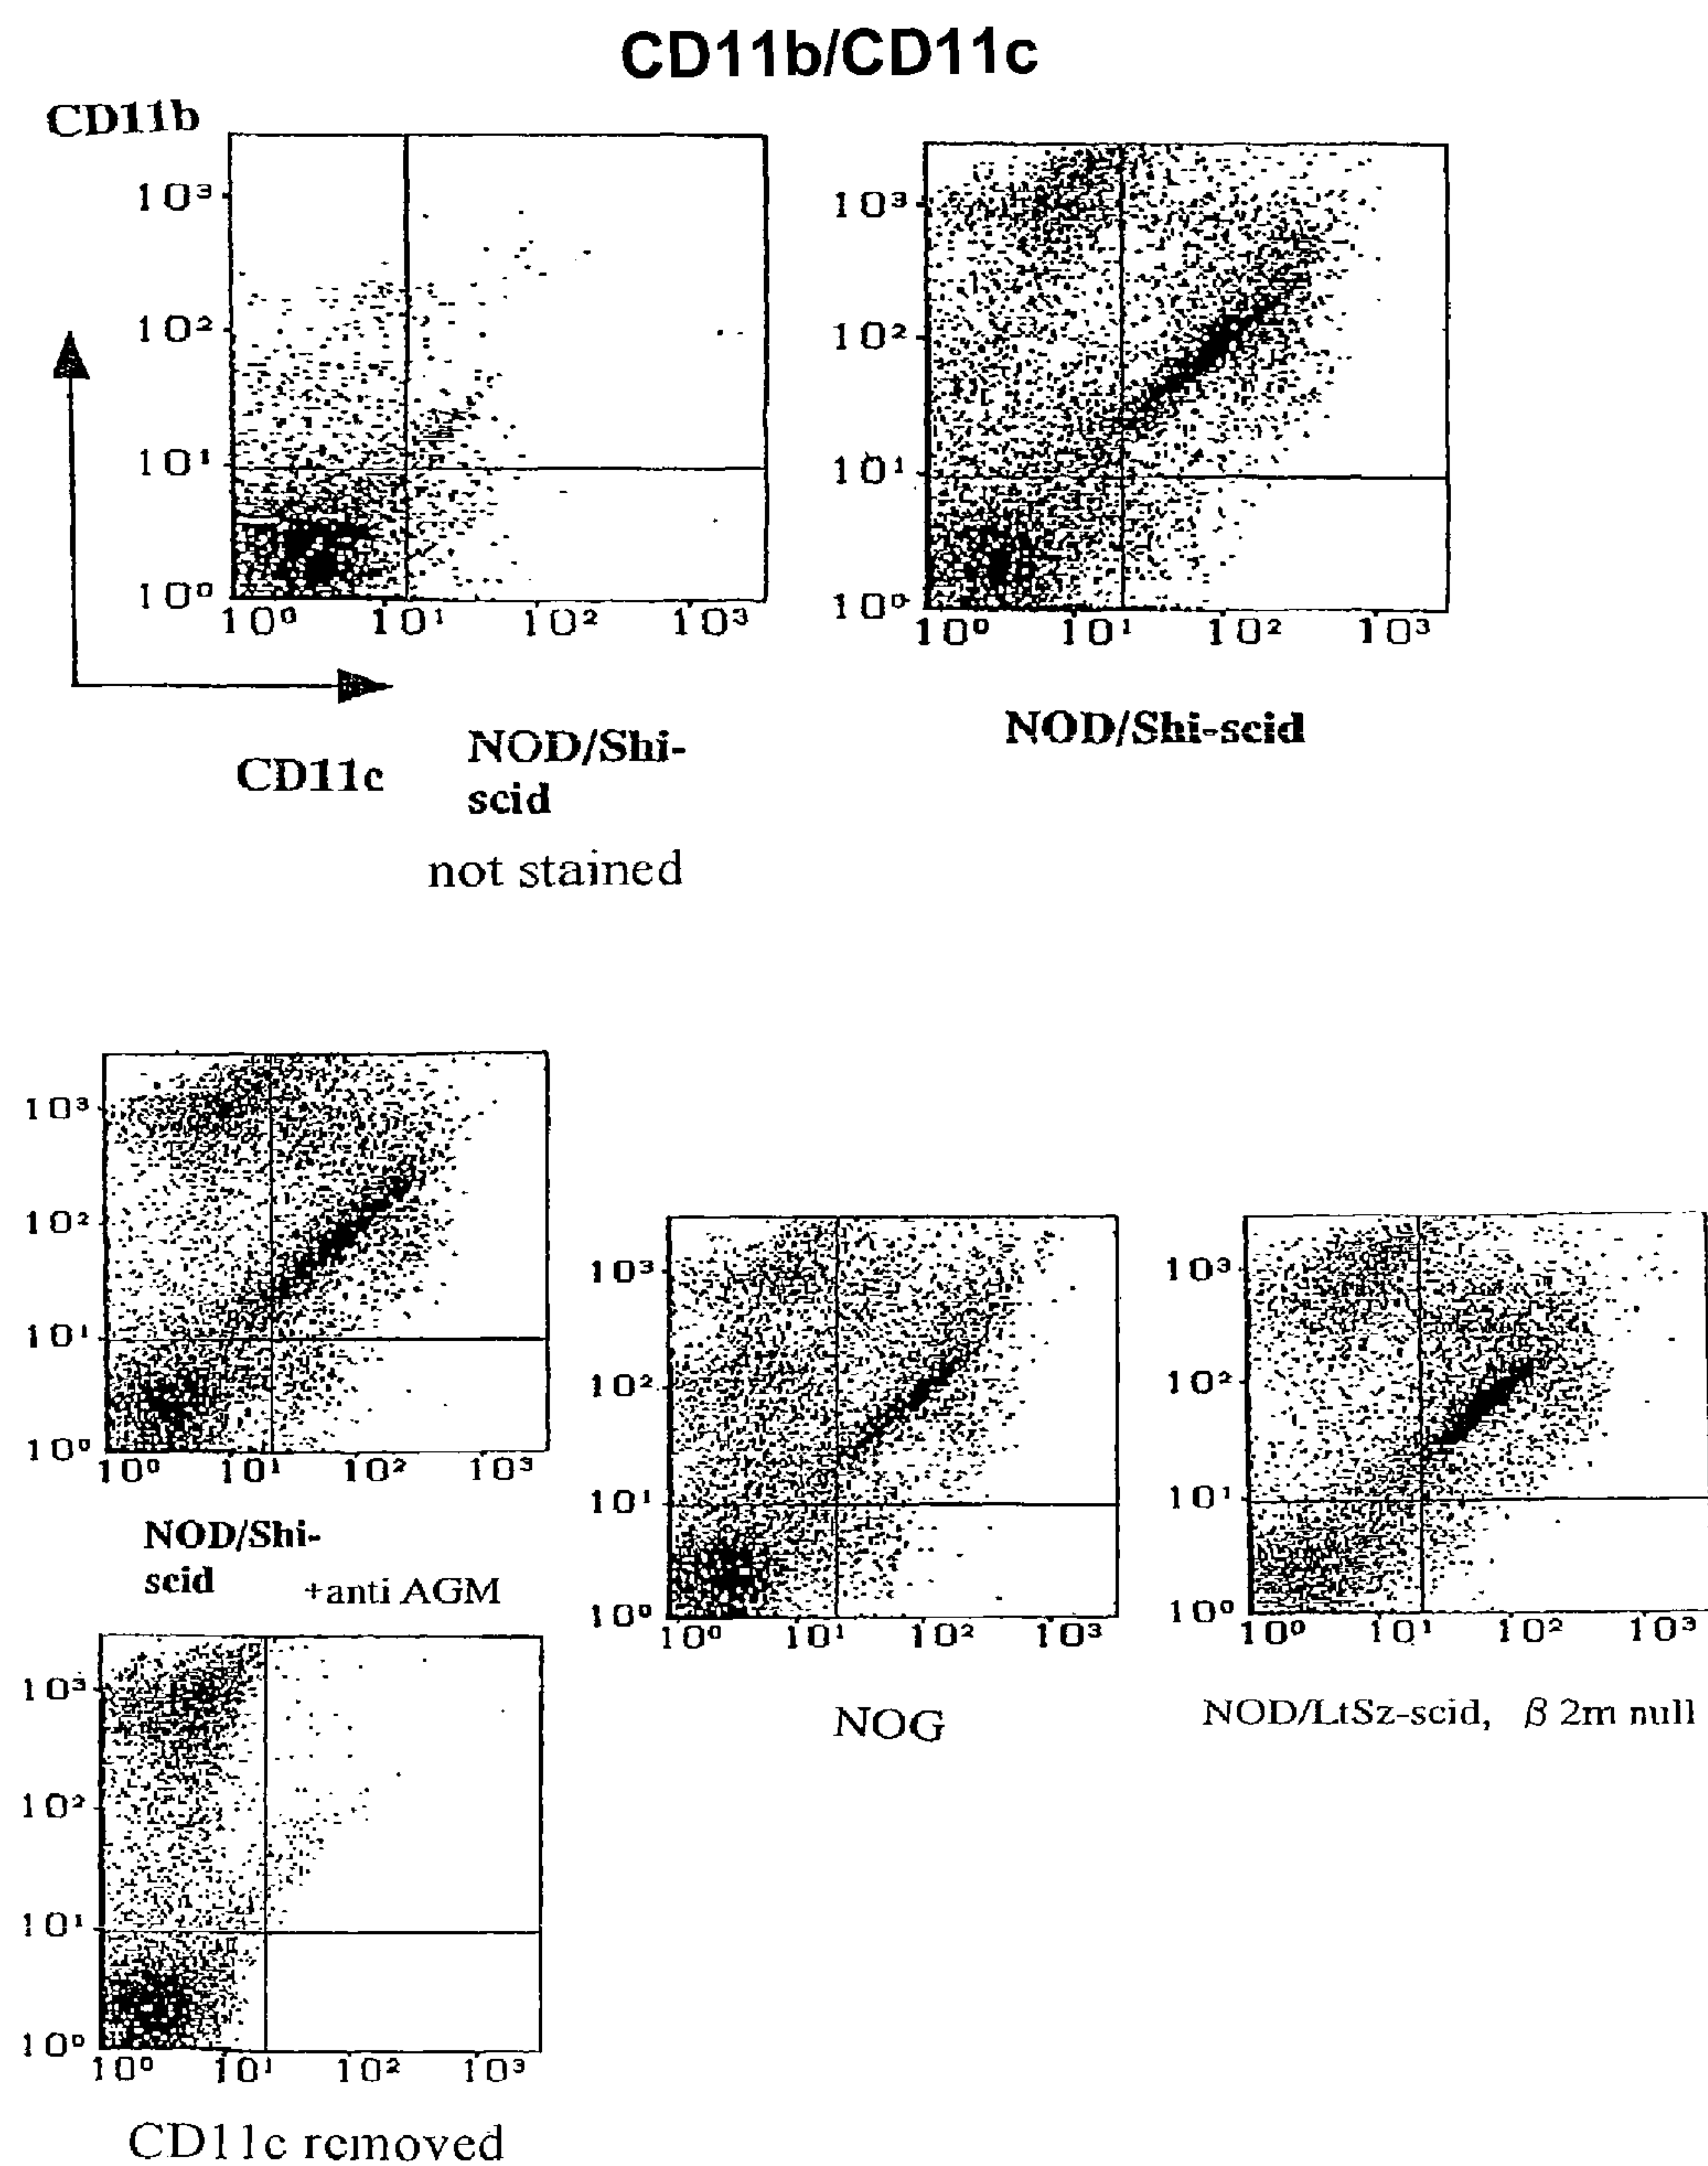 CD11b/CD11c
CD11b
10³
10²
10¹
10⁰
10⁰ 10¹ 10² 10³
CD11c
NOD/Shi-
scid
not stained
10³
10²
10¹
10⁰
10⁰ 10¹ 10² 10³
NOD/Shi-scid
10³
10²
10¹
10⁰
10⁰ 10¹ 10² 10³
NOD/Shi-
scid +anti AGM
10³
10²
10¹
10⁰
10⁰ 10¹ 10² 10³
NOG
10³
10²
10¹
10⁰
10⁰ 10¹ 10² 10³
NOD/LtSz-scid, β 2m null
10³
10²
10¹
10⁰
10⁰ 10¹ 10² 10³
CD11c removed